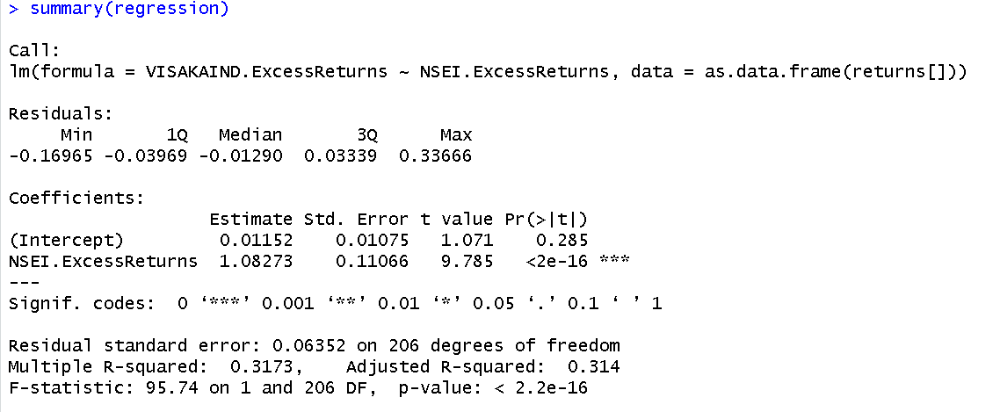 > summary(regression)
Call:
lm(formula = VISAKAIND.ExcessReturns ~ NSEI.ExcessReturns, data = as.data.frame(returns[]))
Residuals:
     Min       1Q   Median       3Q      Max
-0.16965 -0.03969 -0.01290  0.03339  0.33666
Coefficients:
                   Estimate Std. Error t value Pr(>|t|)
(Intercept)         0.01152    0.01075   1.071    0.285
NSEI.ExcessReturns  1.08273    0.11066   9.785   <2e-16 ***
---
Signif. codes:  0 ‘***’ 0.001 ‘**’ 0.01 ‘*’ 0.05 ‘.’ 0.1 ‘ ’ 1
Residual standard error: 0.06352 on 206 degrees of freedom
Multiple R-squared:  0.3173,    Adjusted R-squared:  0.314
F-statistic: 95.74 on 1 and 206 DF,  p-value: < 2.2e-16